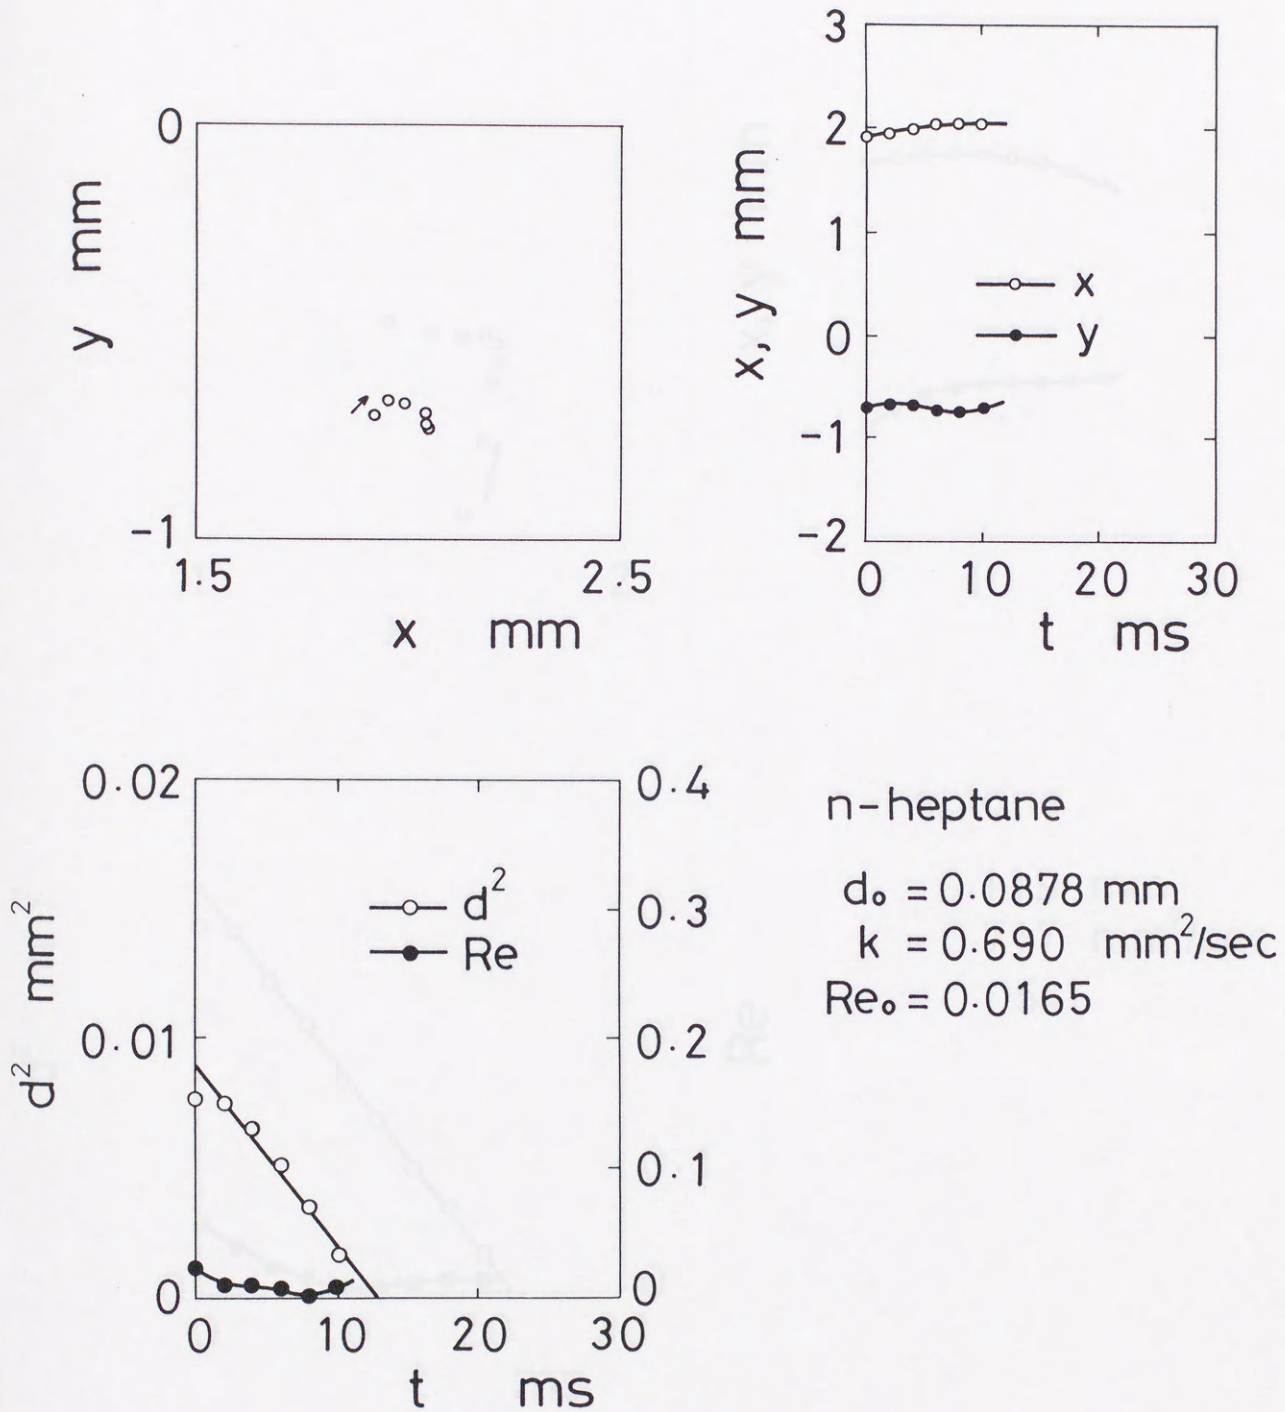 0
y mm
-1
1.5 2.5
x mm
3
2
1
0
-1
-2
x, y mm
x
y
0 10 20 30
t ms
0.02
0.01
0
d² mm²
0.4
0.3
0.2
0.1
0
d²
Re
0 10 20 30
t ms
n-heptane
d₀ = 0.0878 mm
k = 0.690 mm²/sec
Re₀ = 0.0165